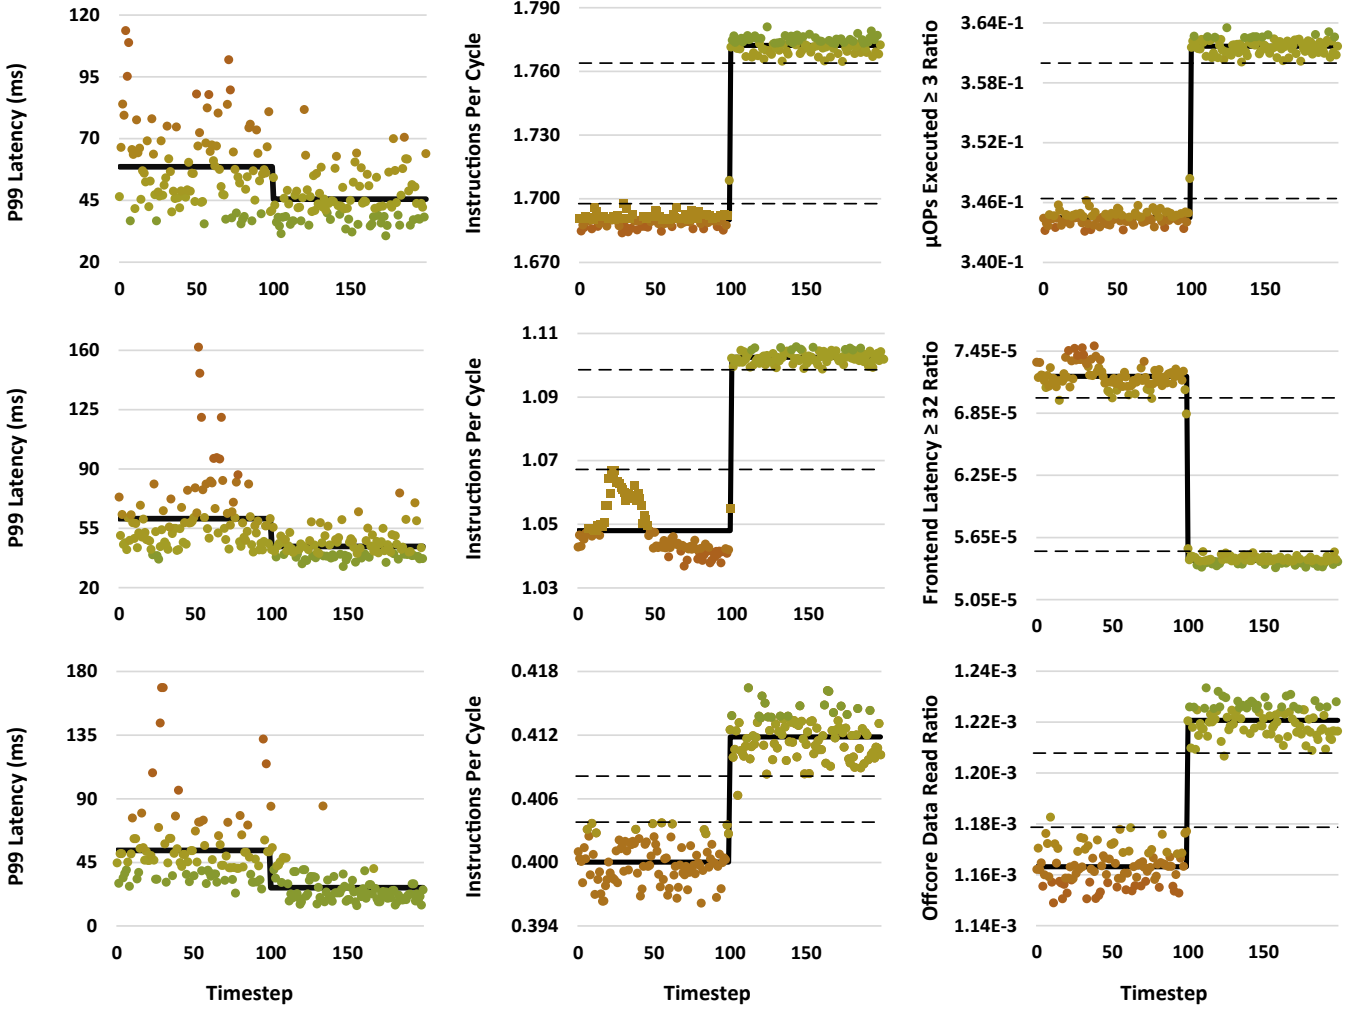 P99 Latency (ms)
120
95
70
45
20
0 50 100 150
Instructions Per Cycle
1.790
1.760
1.730
1.700
1.670
0 50 100 150
µOPs Executed ≥ 3 Ratio
3.64E-1
3.58E-1
3.52E-1
3.46E-1
3.40E-1
0 50 100 150
P99 Latency (ms)
160
125
90
55
20
0 50 100 150
Instructions Per Cycle
1.11
1.09
1.07
1.05
1.03
0 50 100 150
Frontend Latency ≥ 32 Ratio
7.45E-5
6.85E-5
6.25E-5
5.65E-5
5.05E-5
0 50 100 150
P99 Latency (ms)
180
135
90
45
0
0 50 100 150
Timestep
Instructions Per Cycle
0.418
0.412
0.406
0.400
0.394
0 50 100 150
Timestep
Offcore Data Read Ratio
1.24E-3
1.22E-3
1.20E-3
1.18E-3
1.16E-3
1.14E-3
0 50 100 150
Timestep